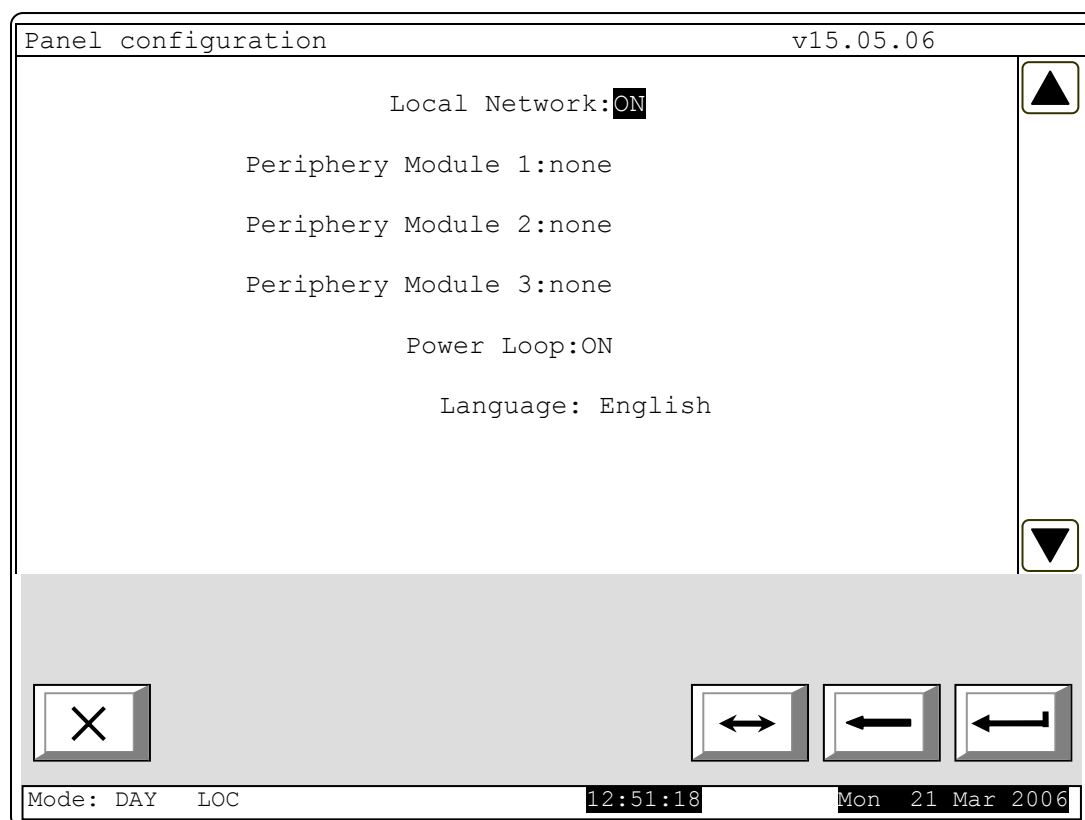 Panel configuration v15.05.06
Local Network:ON
Periphery Module 1:none
Periphery Module 2:none
Periphery Module 3:none
Power Loop:ON
Language: English
Mode: DAY LOC 12:51:18 Mon 21 Mar 2006